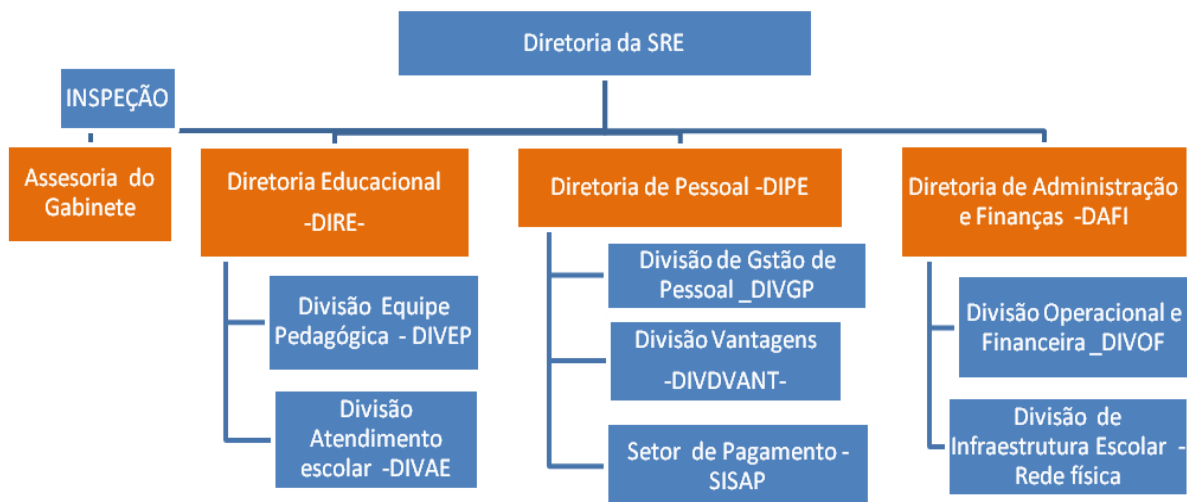 Diretoria da SRE
INSPEÇÃO
Assesoria do
Gabinete
Diretoria Educacional
-DIRE-
Diretoria de Pessoal -DIPE
Diretoria de Administração
e Finanças -DAFI
Divisão Equipe
Pedagógica - DIVEP
Divisão
Atendimento
escolar -DIVAE
Divisão de Gstão de
Pessoal _DIVGP
Divisão Vantagens
-DIVDVANT-
Setor de Pagamento -
SISAP
Divisão Operacional e
Financeira _DIVOF
Divisão de
Infraestrutura Escolar -
Rede física